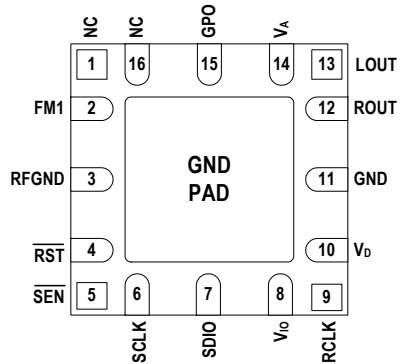 NC
NC
GPO
VA
1
16
15
14
13
LOUT
FM1
2
12
ROUT
GND
PAD
RFGND
3
11
GND
RST
4
10
VD
SEN
5
6
7
8
9
SCLK
SDIO
VIO
RCLK